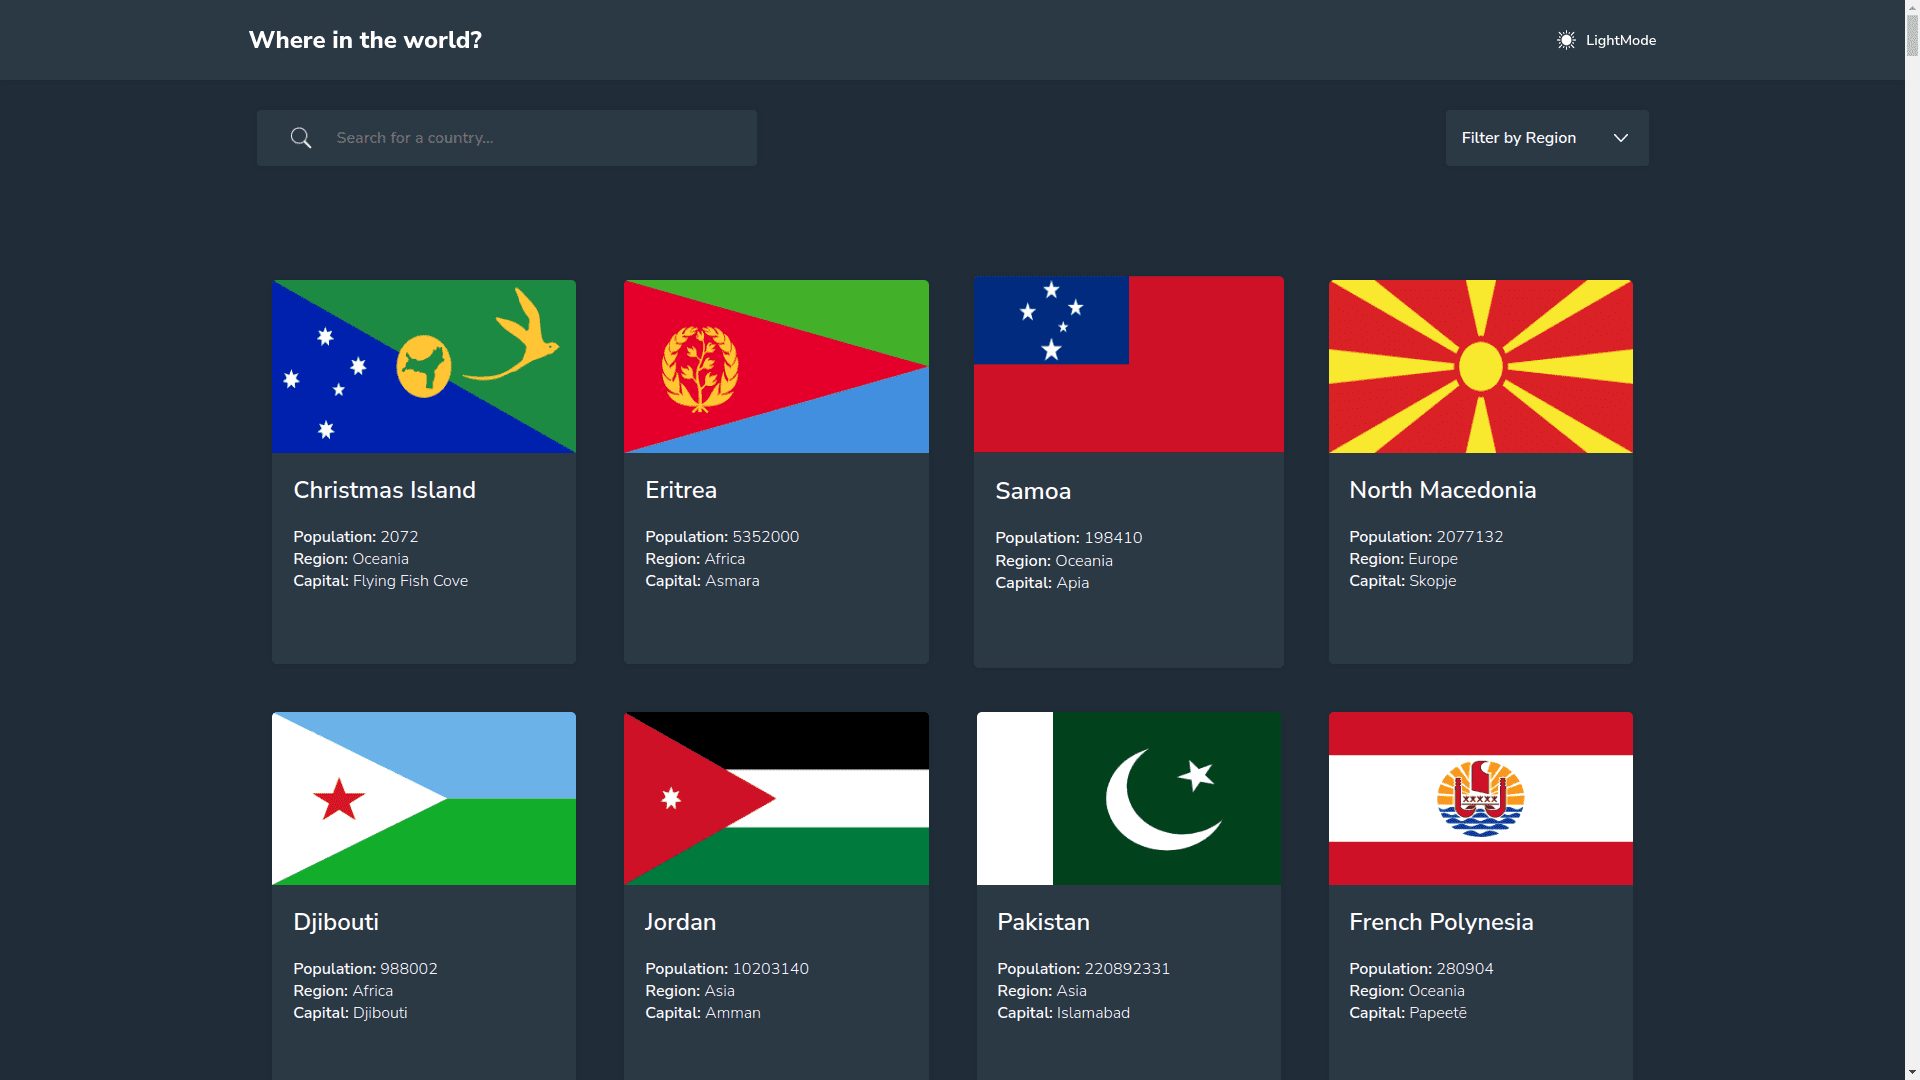 Where in the world?
LightMode
Search for a country...
Filter by Region
Christmas Island
Population: 2072
Region: Oceania
Capital: Flying Fish Cove
Eritrea
Population: 5352000
Region: Africa
Capital: Asmara
Samoa
Population: 198410
Region: Oceania
Capital: Apia
North Macedonia
Population: 2077132
Region: Europe
Capital: Skopje
Djibouti
Population: 988002
Region: Africa
Capital: Djibouti
Jordan
Population: 10203140
Region: Asia
Capital: Amman
Pakistan
Population: 220892331
Region: Asia
Capital: Islamabad
French Polynesia
Population: 280904
Region: Oceania
Capital: Papeetē